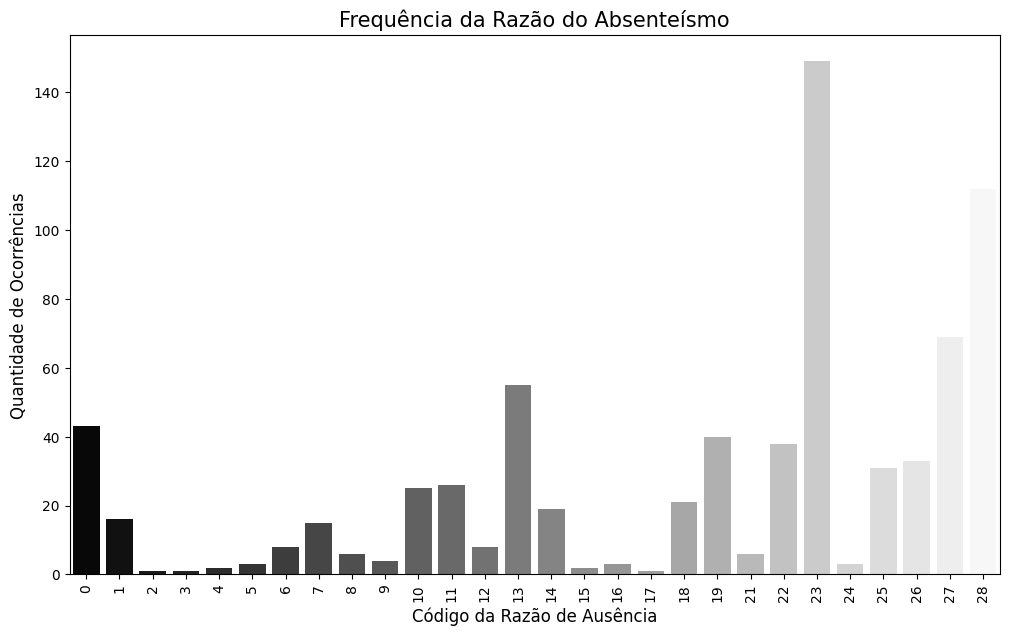 Frequência da Razão do Absenteísmo
Quantidade de Ocorrências
140
120
100
80
60
40
20
0
0 1 2 3 4 5 6 7 8 9 10 11 12 13 14 15 16 17 18 19 21 22 23 24 25 26 27 28
Código da Razão de Ausência